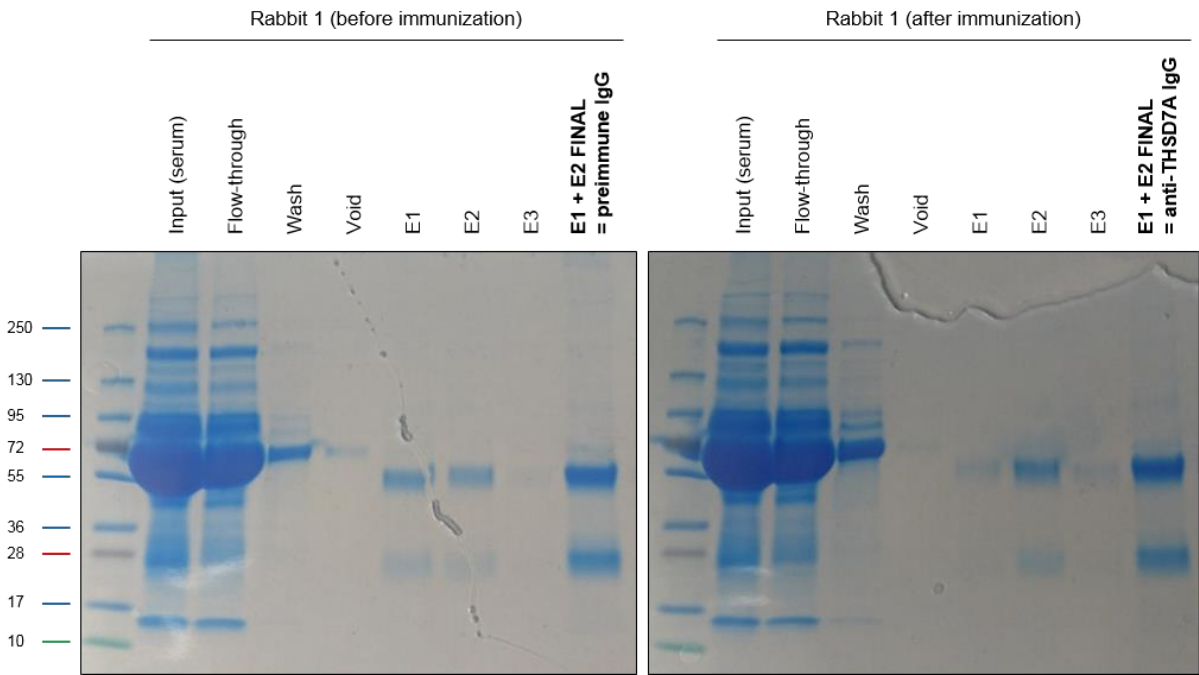 Rabbit 1 (before immunization)
Rabbit 1 (after immunization)
Input (serum)
Flow-through
Wash
Void
E1
E2
E3
E1 + E2 FINAL
= preimmune IgG
Input (serum)
Flow-through
Wash
Void
E1
E2
E3
E1 + E2 FINAL
= anti-THSD7A IgG
250
130
95
72
55
36
28
17
10